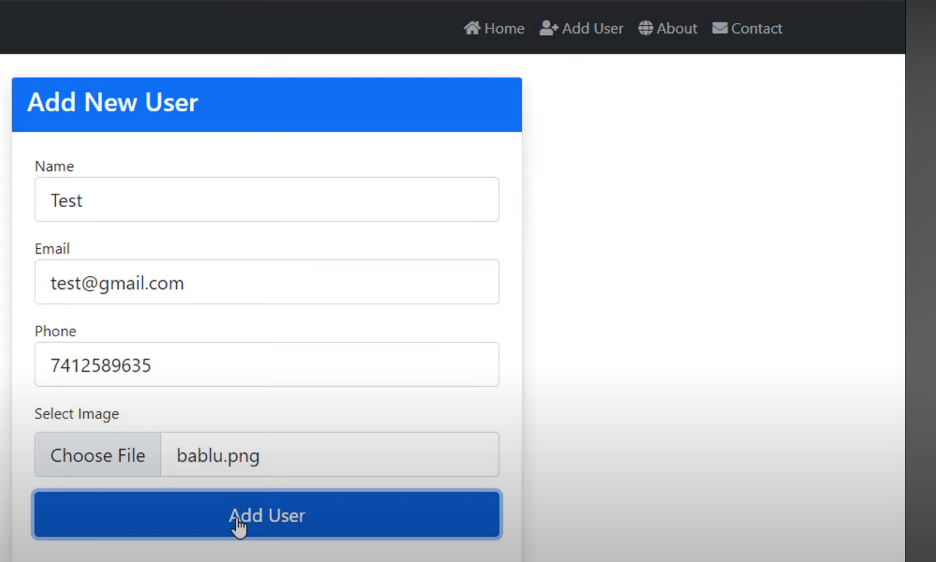 Home Add User About Contact
Add New User
Name
Test
Email
test@gmail.com
Phone
7412589635
Select Image
Choose File bablu.png
Add User